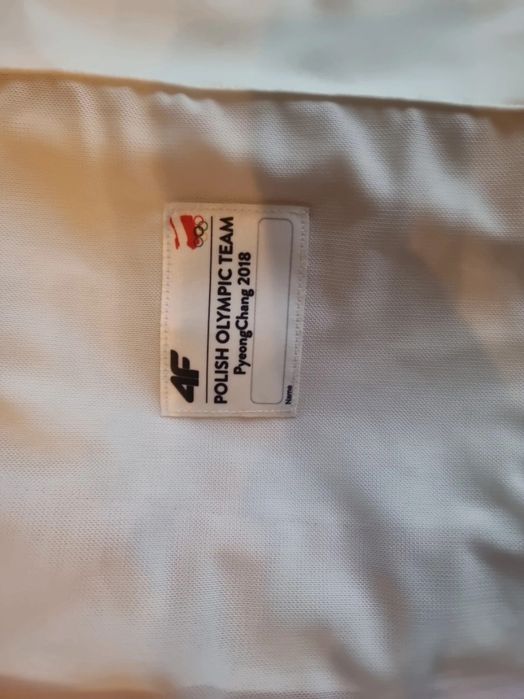 4F
POLISH OLYMPIC TEAM
PyeongChang 2018
Name